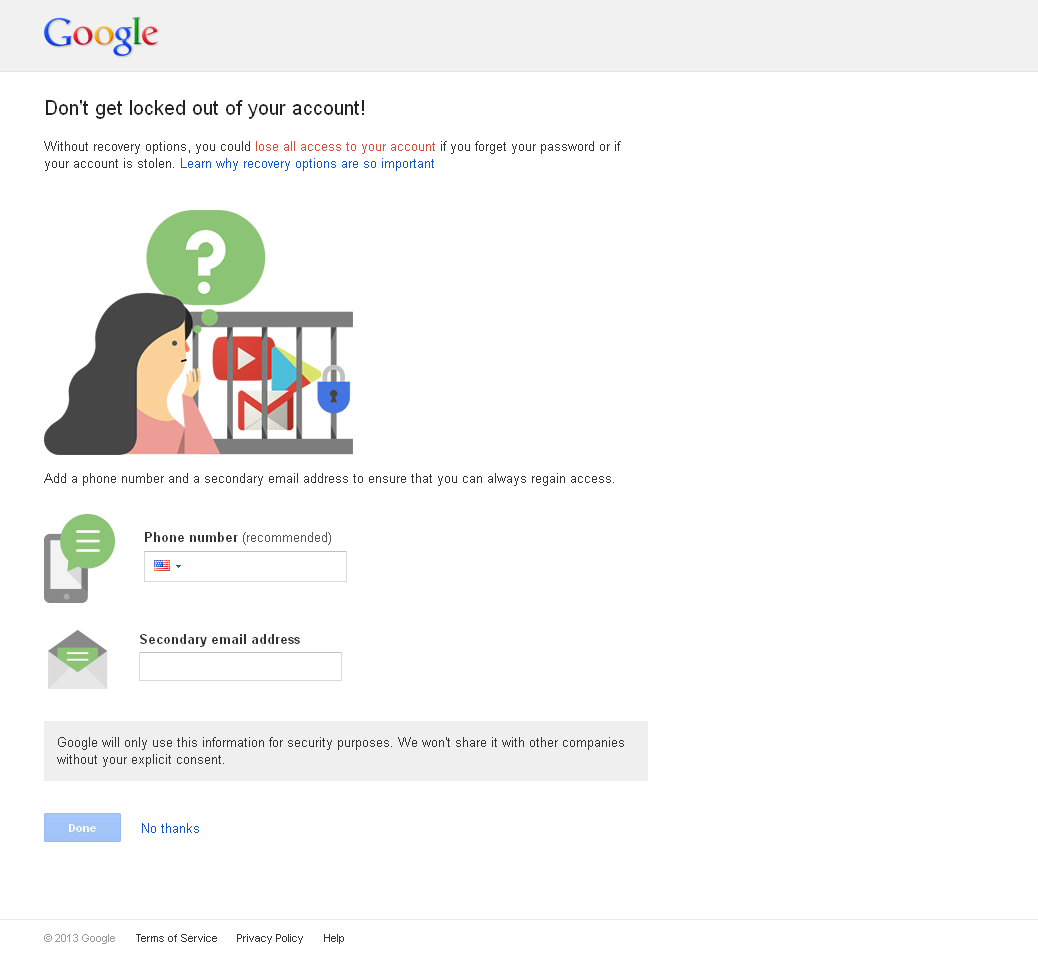 Google
Don't get locked out of your account!
Without recovery options, you could lose all access to your account if you forget your password or if
your account is stolen. Learn why recovery options are so important
?
Add a phone number and a secondary email address to ensure that you can always regain access.
Phone number (recommended)
Secondary email address
Google will only use this information for security purposes. We won't share it with other companies
without your explicit consent.
Done No thanks
© 2013 Google Terms of Service Privacy Policy Help